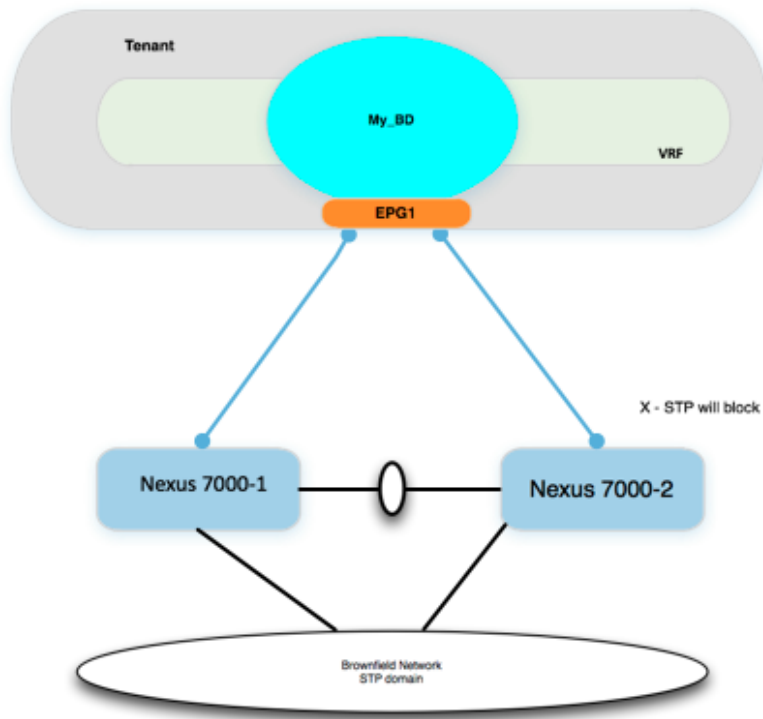 Tenant
My_BD
VRF
EPG1
X - STP will block
Nexus 7000-1
Nexus 7000-2
Brownfield Network
STP domain